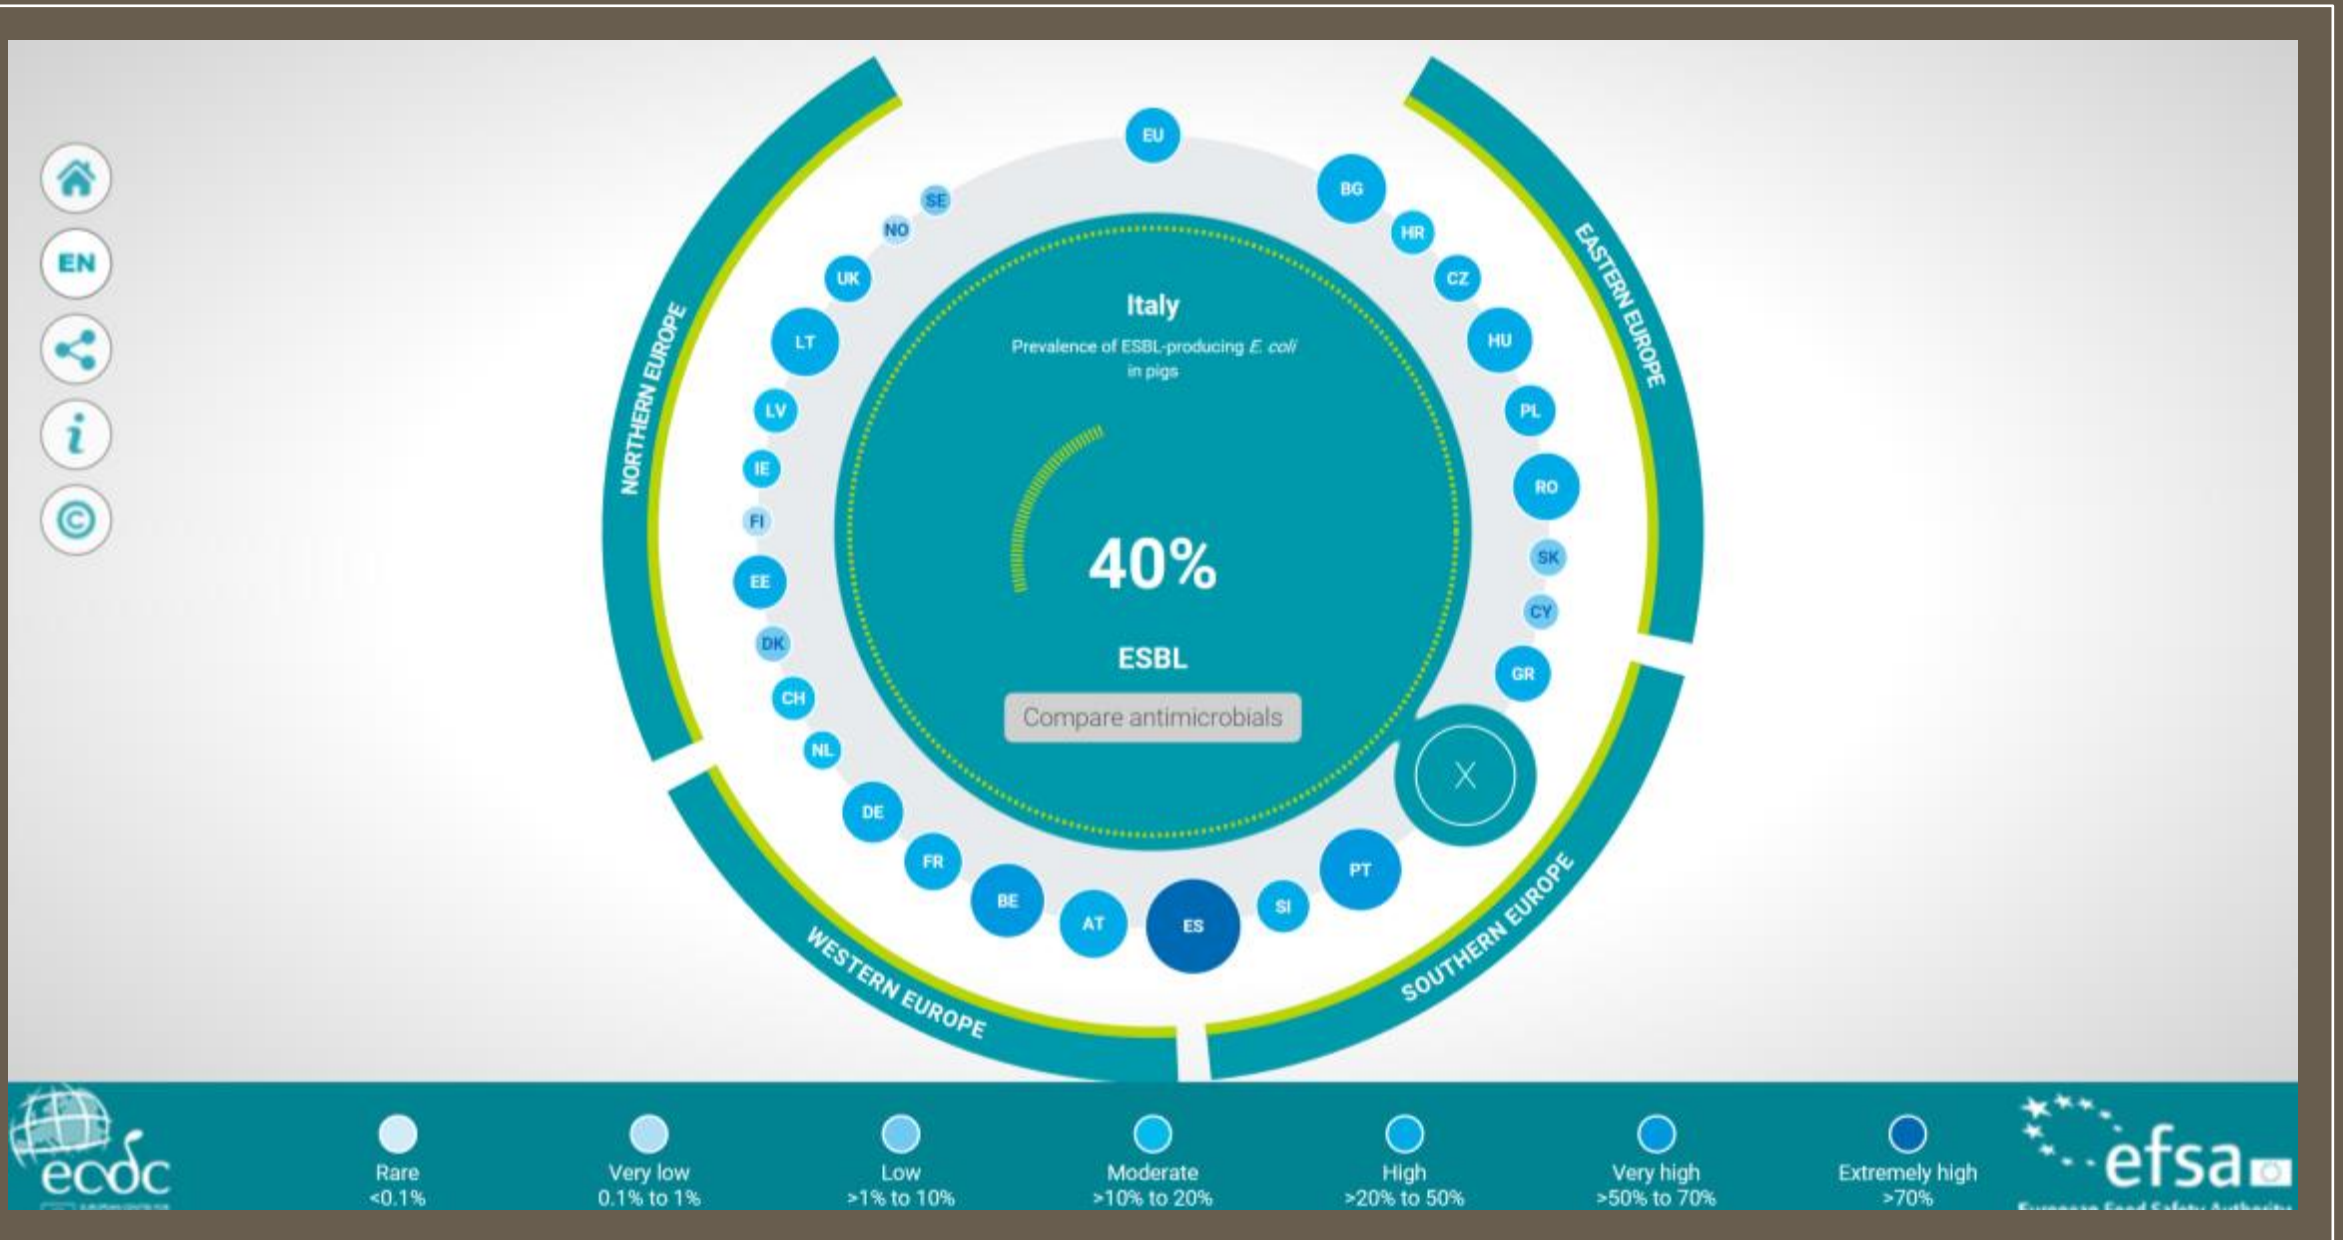 EN
NORTHERN EUROPE
EASTERN EUROPE
WESTERN EUROPE
SOUTHERN EUROPE
EU
BG
HR
CZ
HU
PL
RO
SK
CY
GR
X
PT
SI
ES
AT
BE
FR
DE
NL
CH
DK
EE
FI
IE
LV
LT
UK
NO
SE
Italy
Prevalence of ESBL-producing E. coli
in pigs
40%
ESBL
Compare antimicrobials
ecdc
Rare
<0.1%
Very low
0.1% to 1%
Low
>1% to 10%
Moderate
>10% to 20%
High
>20% to 50%
Very high
>50% to 70%
Extremely high
>70%
efsa
European Food Safety Authority